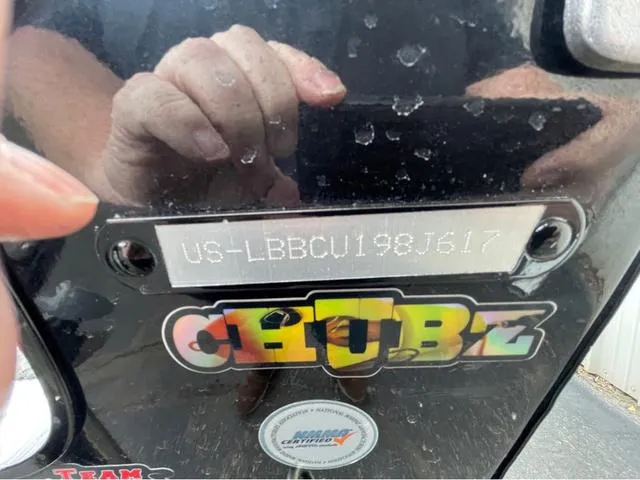 US-LBBCU198J617
CHUBZ
NMMA
CERTIFIED
TEAM